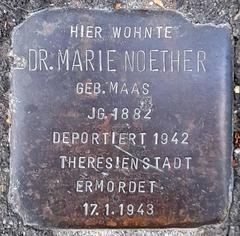 HIER WOHNTE
DR. MARIE NOETHER
GEB. MAAS
JG. 1882
DEPORTIERT 1942
THERESIENSTADT
ERMORDET
17.1.1943